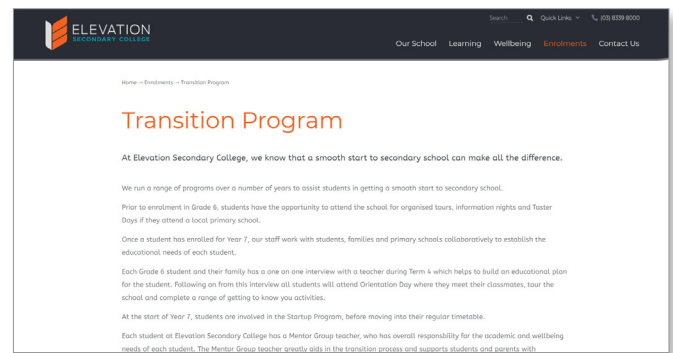 ELEVATION
SECONDARY COLLEGE
Search
Quick Links
(03) 8339 8000
Our School
Learning
Wellbeing
Enrolments
Contact Us
Home → Enrolments → Transition Program
Transition Program
At Elevation Secondary College, we know that a smooth start to secondary school can make all the difference.
We run a range of programs over a number of years to assist students in getting a smooth start to secondary school.
Prior to enrolment in Grade 6, students have the opportunity to attend the school for organised tours, information nights and Taster
Days if they attend a local primary school.
Once a student has enrolled for Year 7, our staff work with students, families and primary schools collaboratively to establish the
educational needs of each student.
Each Grade 6 student and their family has a one on one interview with a teacher during Term 4 which helps to build an educational plan
for the student. Following on from this interview all students will attend Orientation Day where they meet their classmates, tour the
school and complete a range of getting to know you activities.
At the start of Year 7, students are involved in the Startup Program, before moving into their regular timetable.
Each student at Elevation Secondary College has a Mentor Group teacher, who has overall responsbility for the academic and wellbeing
needs of each student. The Mentor Group teacher greatly aids in the transition process and supports students and parents with